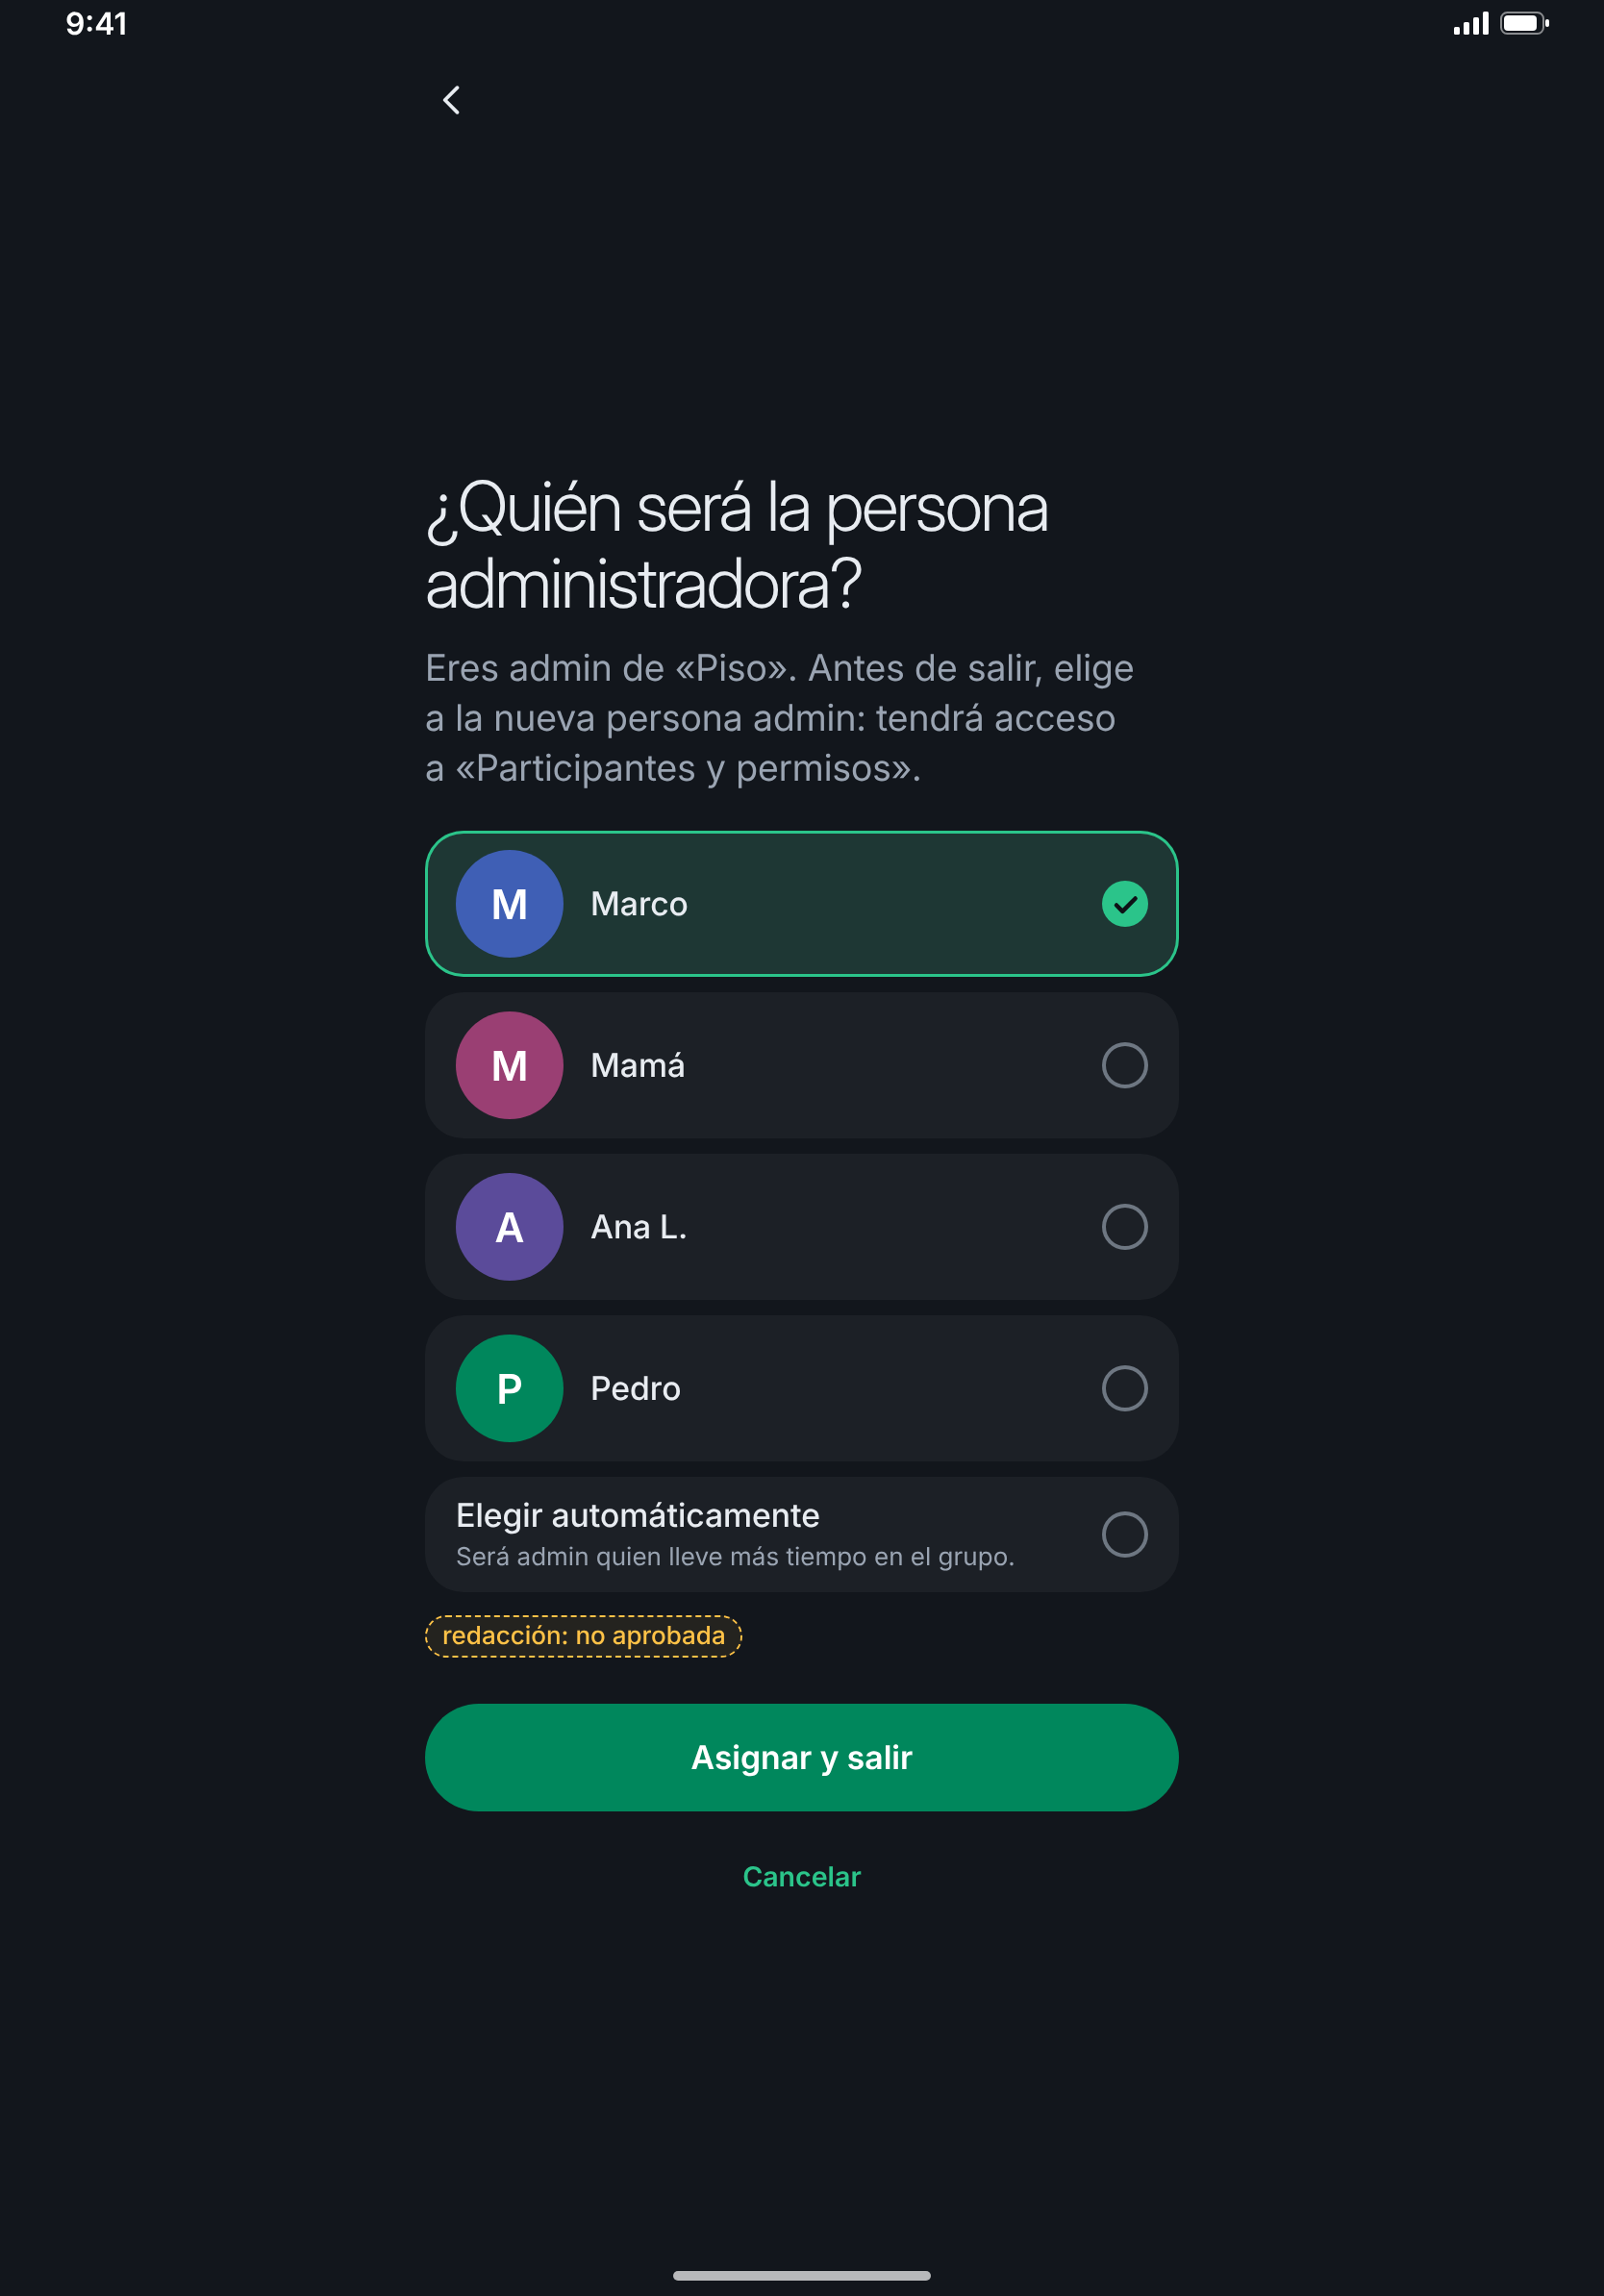 9:41
¿Quién será la persona
administradora?
Eres admin de «Piso». Antes de salir, elige
a la nueva persona admin: tendrá acceso
a «Participantes y permisos».
M
Marco
M
Mamá
A
Ana L.
P
Pedro
Elegir automáticamente
Será admin quien lleve más tiempo en el grupo.
redacción: no aprobada
Asignar y salir
Cancelar